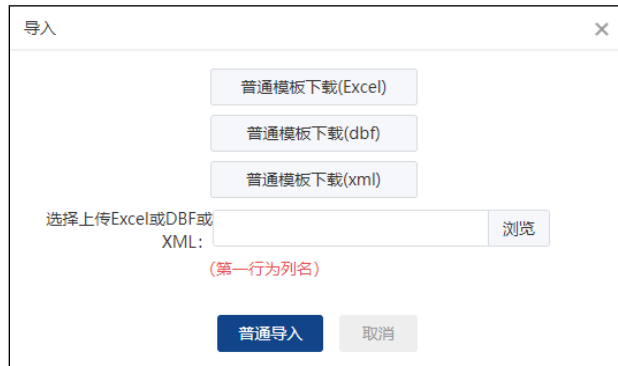 导入
普通模板下载(Excel)
普通模板下载(dbf)
普通模板下载(xml)
选择上传Excel或DBF或
XML:
浏览
(第一行为列名)
普通导入
取消